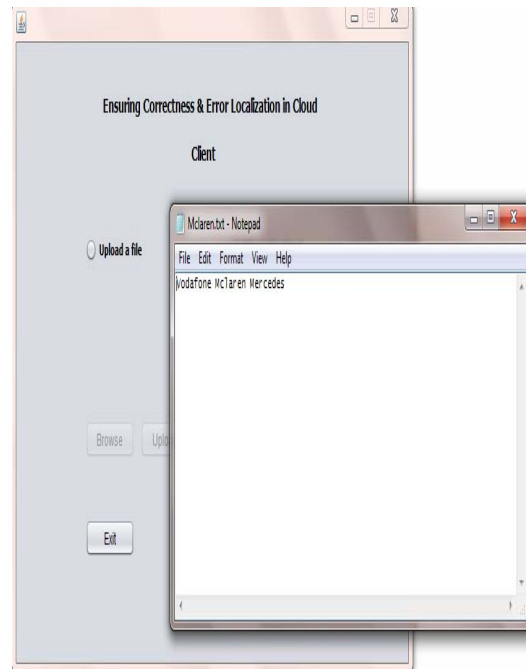 Ensuring Correctness & Error Localization in Cloud
Client
Upload a file
Mclaren.txt - Notepad
File Edit Format View Help
Vodafone Mclaren Mercedes
Browse
Exit